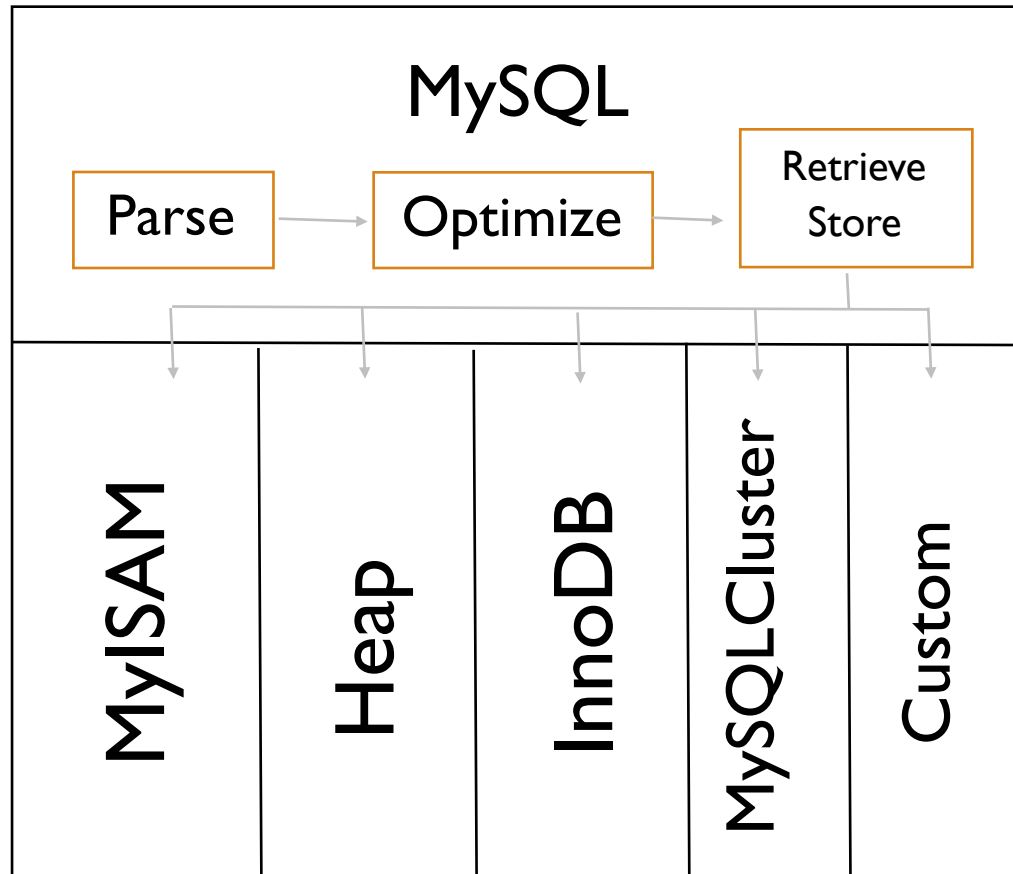 MySQL
Parse
Optimize
Retrieve
Store
MyISAM
Heap
InnoDB
MySQLCluster
Custom